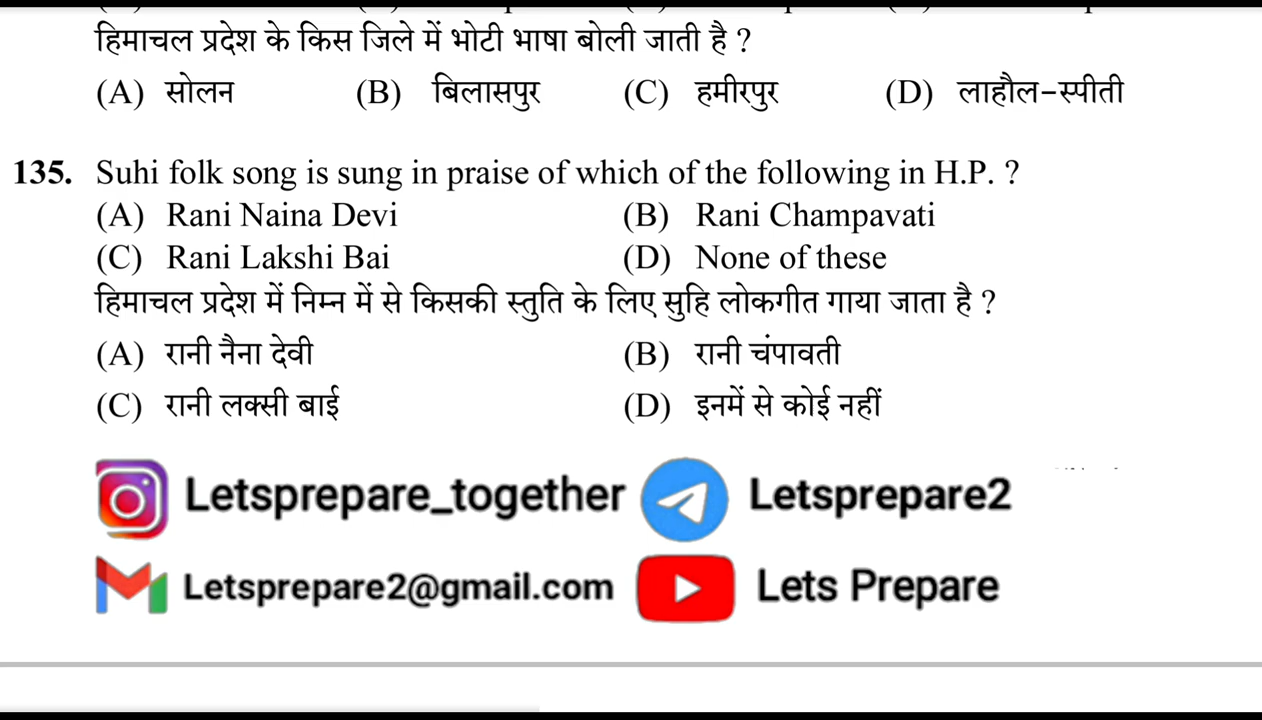 हिमाचल प्रदेश के किस जिले में भोटी भाषा बोली जाती है ?
(A) सोलन (B) बिलासपुर (C) हमीरपुर (D) लाहौल-स्पीती
135. Suhi folk song is sung in praise of which of the following in H.P. ?
(A) Rani Naina Devi (B) Rani Champavati
(C) Rani Lakshi Bai (D) None of these
हिमाचल प्रदेश में निम्न में से किसकी स्तुति के लिए सुहि लोकगीत गाया जाता है ?
(A) रानी नैना देवी (B) रानी चंपावती
(C) रानी लक्सी बाई (D) इनमें से कोई नहीं
Letsprepare_together Letsprepare2
Letsprepare2@gmail.com Lets Prepare